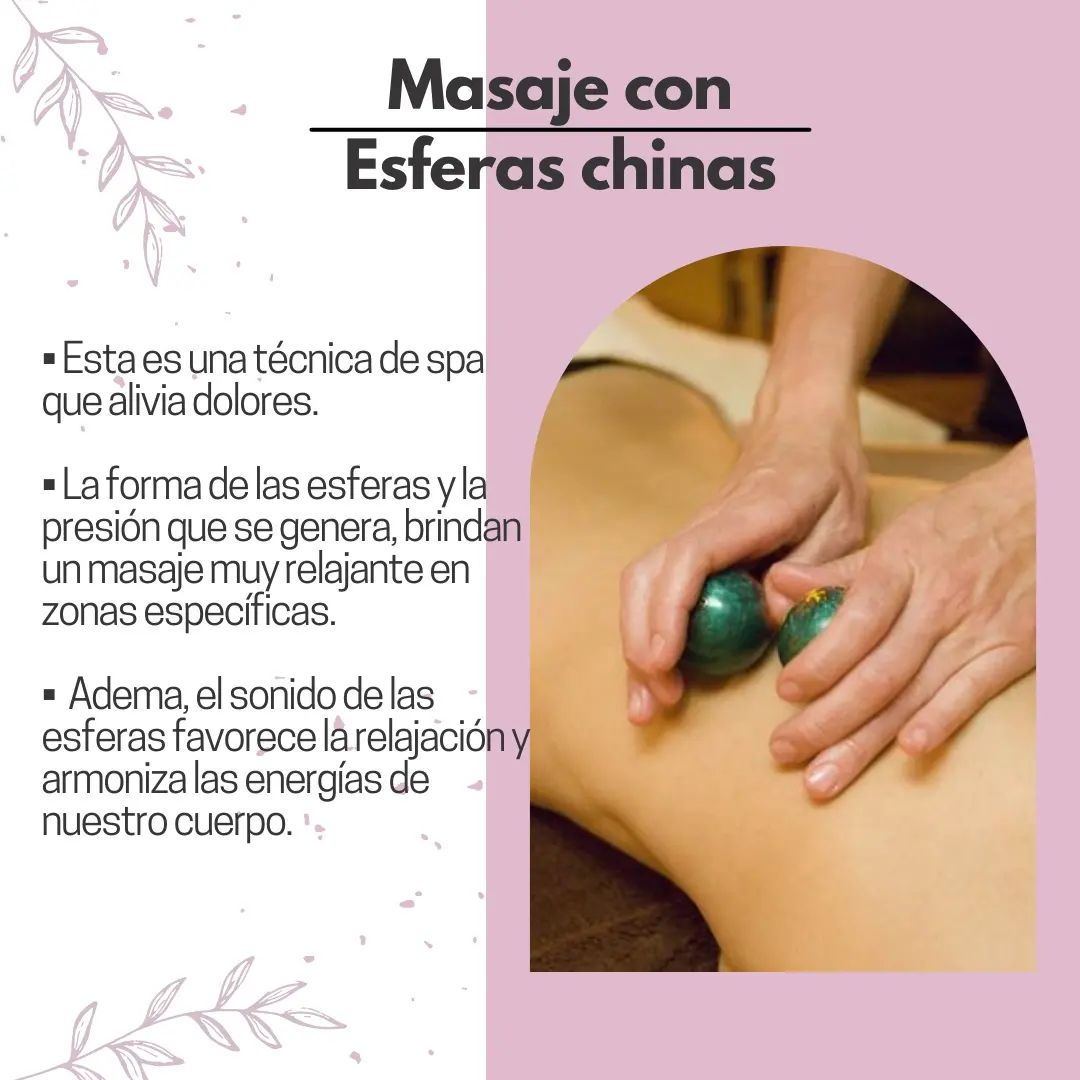 Masaje con
Esferas chinas
▪ Esta es una técnica de spa
que alivia dolores.
▪ La forma de las esferas y la
presión que se genera, brindan
un masaje muy relajante en
zonas específicas.
▪ Adema, el sonido de las
esferas favorece la relajación y
armoniza las energías de
nuestro cuerpo.